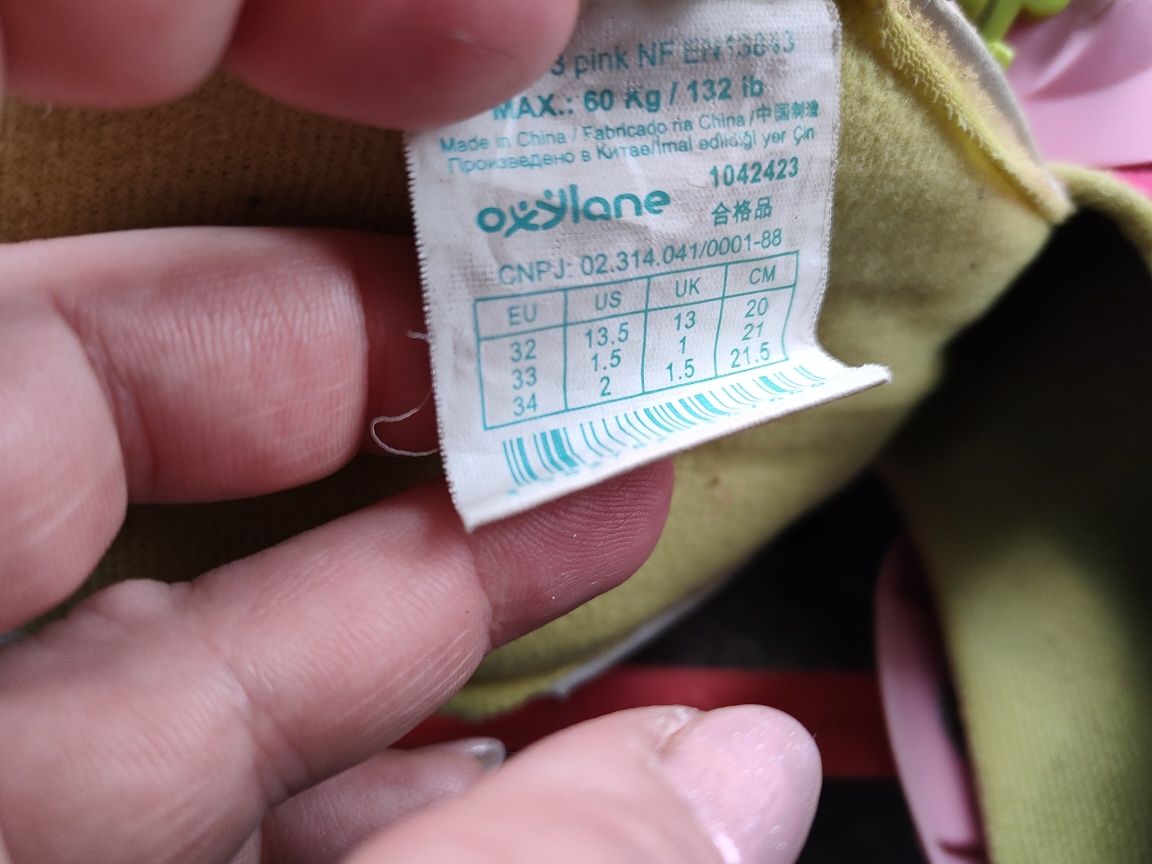 3 pink NF EN13843
MAX.: 60 Kg / 132 lb
Made in China / Fabricado na China /中国制造
Произведено в Китае/İmal edildiği yer Çin
1042423
oxylane
合格品
CNPJ: 02.314.041/0001-88
EU US UK CM
32 13.5 13 20
33 1.5 1 21
34 2 1.5 21.5